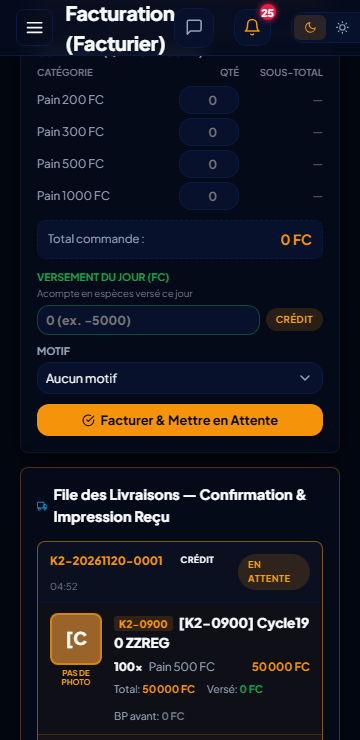 Facturation
(Facturier)
25
CATÉGORIE QTÉ SOUS-TOTAL
Pain 200 FC 0 —
Pain 300 FC 0 —
Pain 500 FC 0 —
Pain 1000 FC 0 —
Total commande : 0 FC
VERSEMENT DU JOUR (FC)
Acompte en espèces versé ce jour
0 (ex. -5000) CRÉDIT
MOTIF
Aucun motif
Facturer & Mettre en Attente
File des Livraisons — Confirmation &
Impression Reçu
K2-20261120-0001 CRÉDIT EN
ATTENTE
04:52
[C K2-0900 [K2-0900] Cycle19
0 ZZREG
PAS DE
PHOTO
100× Pain 500 FC 50 000 FC
Total: 50 000 FC Versé: 0 FC
BP avant: 0 FC